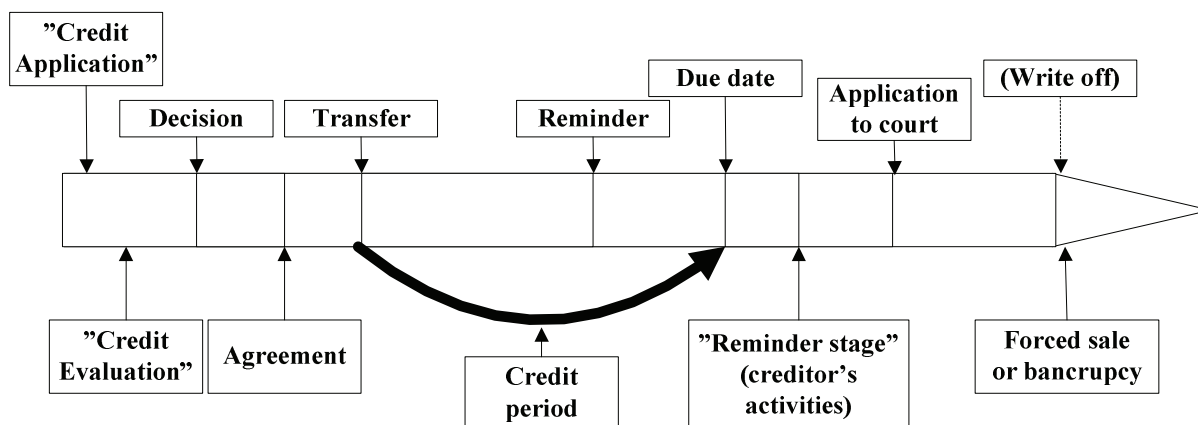 ”Credit
Application”
Decision
Transfer
Reminder
Due date
Application
to court
(Write off)
”Credit
Evaluation”
Agreement
Credit
period
”Reminder stage”
(creditor’s
activities)
Forced sale
or bancrupcy